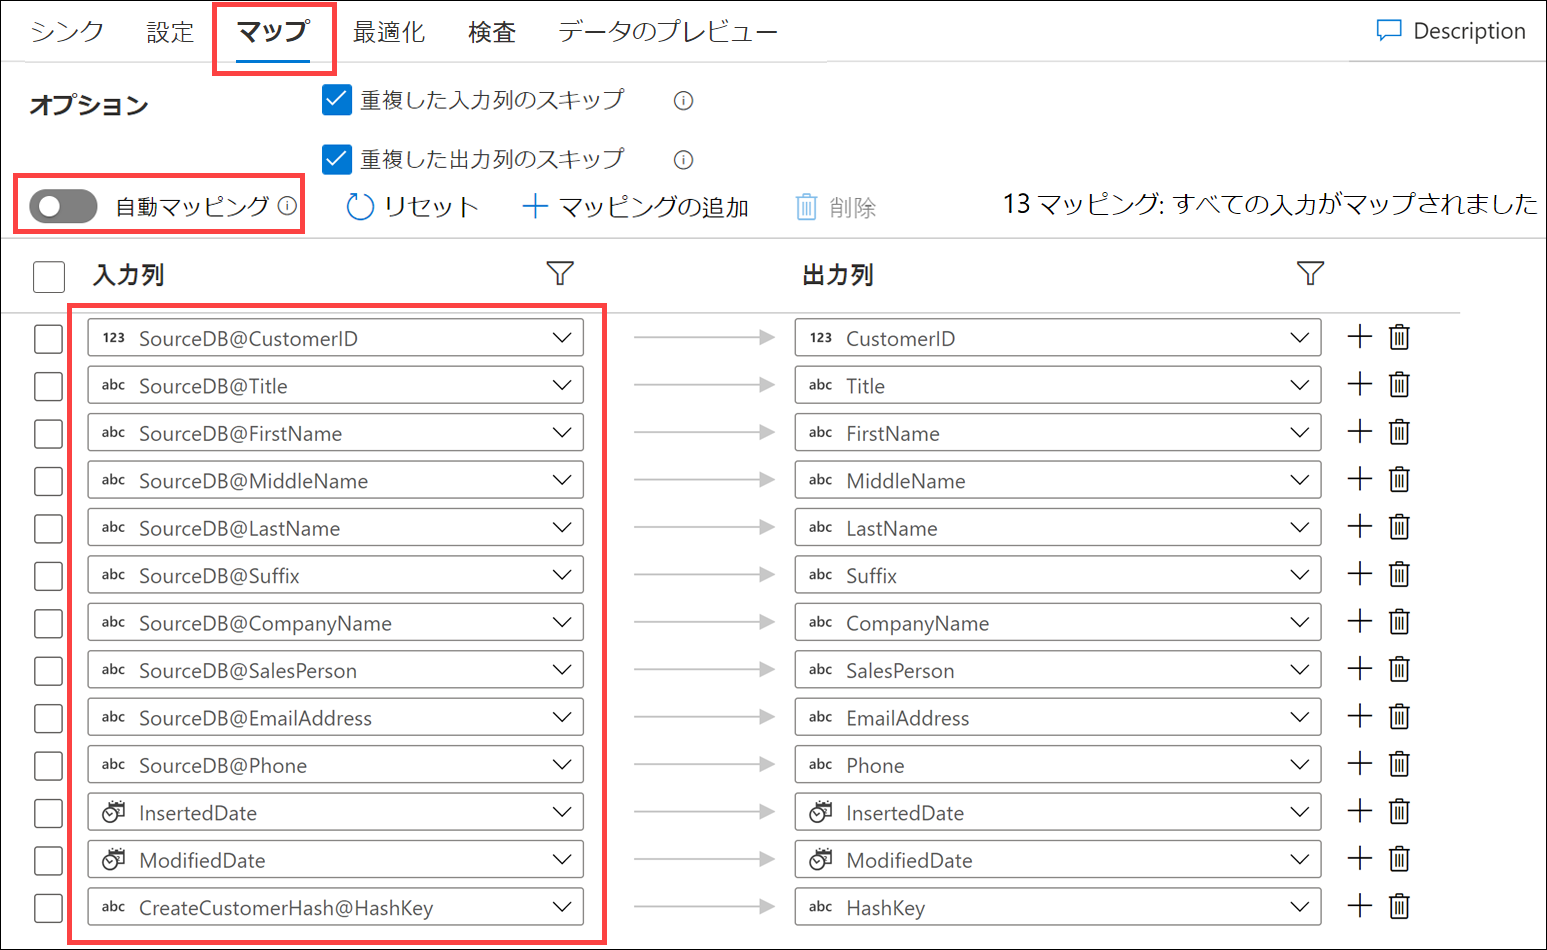 シンク 設定 マップ 最適化 検査 データのプレビュー Description
オプション 重複した入力列のスキップ
重複した出力列のスキップ
自動マッピング リセット マッピングの追加 削除 13 マッピング: すべての入力がマップされました
入力列 出力列
123 SourceDB@CustomerID 123 CustomerID
abc SourceDB@Title abc Title
abc SourceDB@FirstName abc FirstName
abc SourceDB@MiddleName abc MiddleName
abc SourceDB@LastName abc LastName
abc SourceDB@Suffix abc Suffix
abc SourceDB@CompanyName abc CompanyName
abc SourceDB@SalesPerson abc SalesPerson
abc SourceDB@EmailAddress abc EmailAddress
abc SourceDB@Phone abc Phone
InsertedDate InsertedDate
ModifiedDate ModifiedDate
abc CreateCustomerHash@HashKey abc HashKey